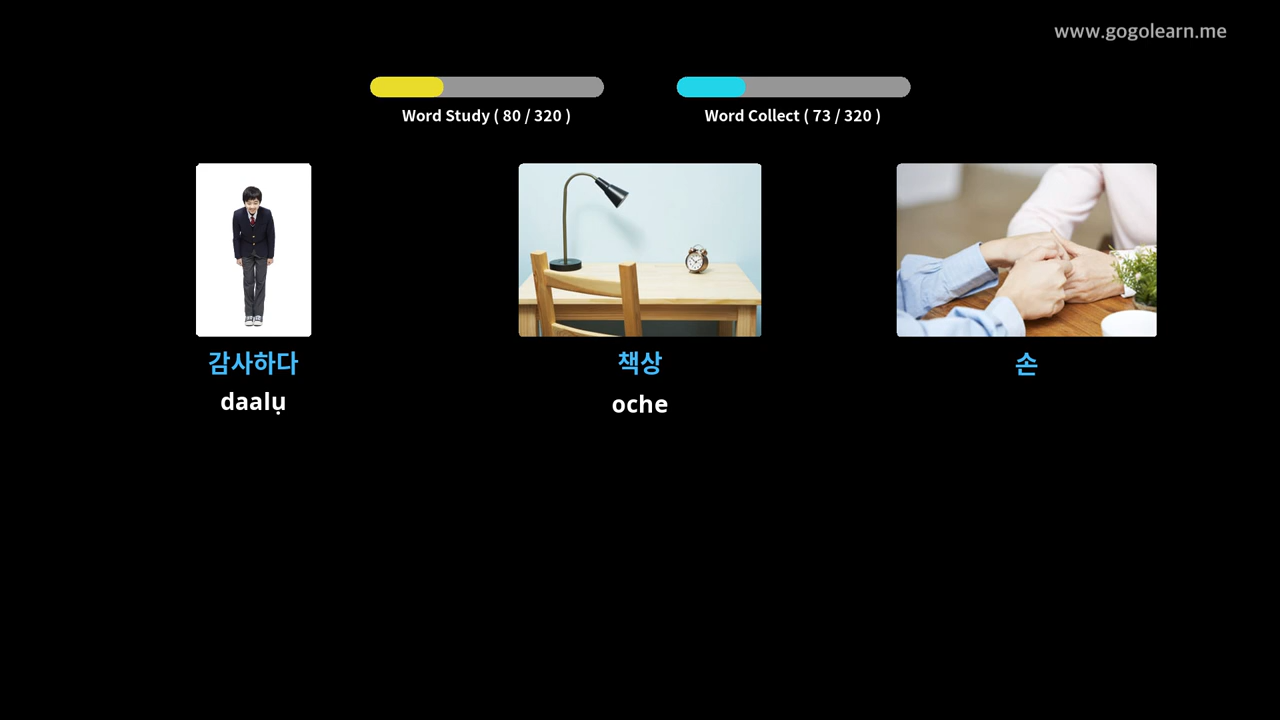 www.gogolearn.me
Word Study ( 80 / 320 )
Word Collect ( 73 / 320 )
감사하다
책상
손
daalụ
oche